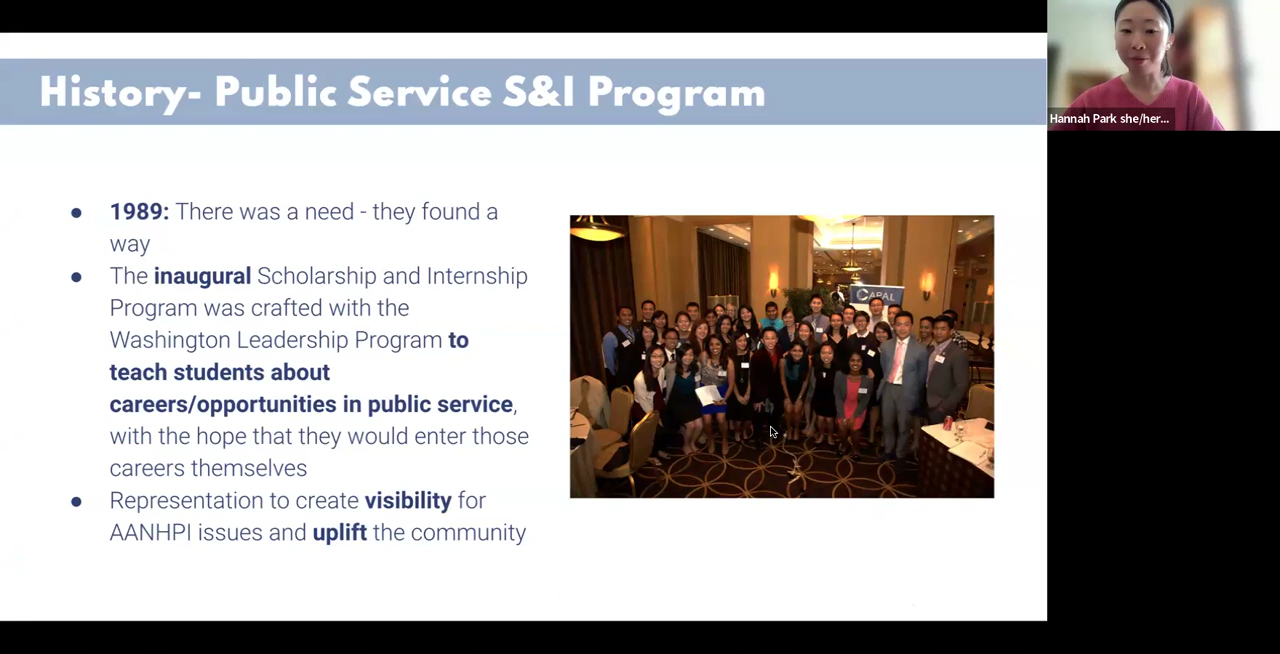 History- Public Service S&I Program
Hannah Park she/her...
● 1989: There was a need - they found a
way
● The inaugural Scholarship and Internship
Program was crafted with the
Washington Leadership Program to
teach students about
careers/opportunities in public service,
with the hope that they would enter those
careers themselves
● Representation to create visibility for
AANHPI issues and uplift the community
CAPAL